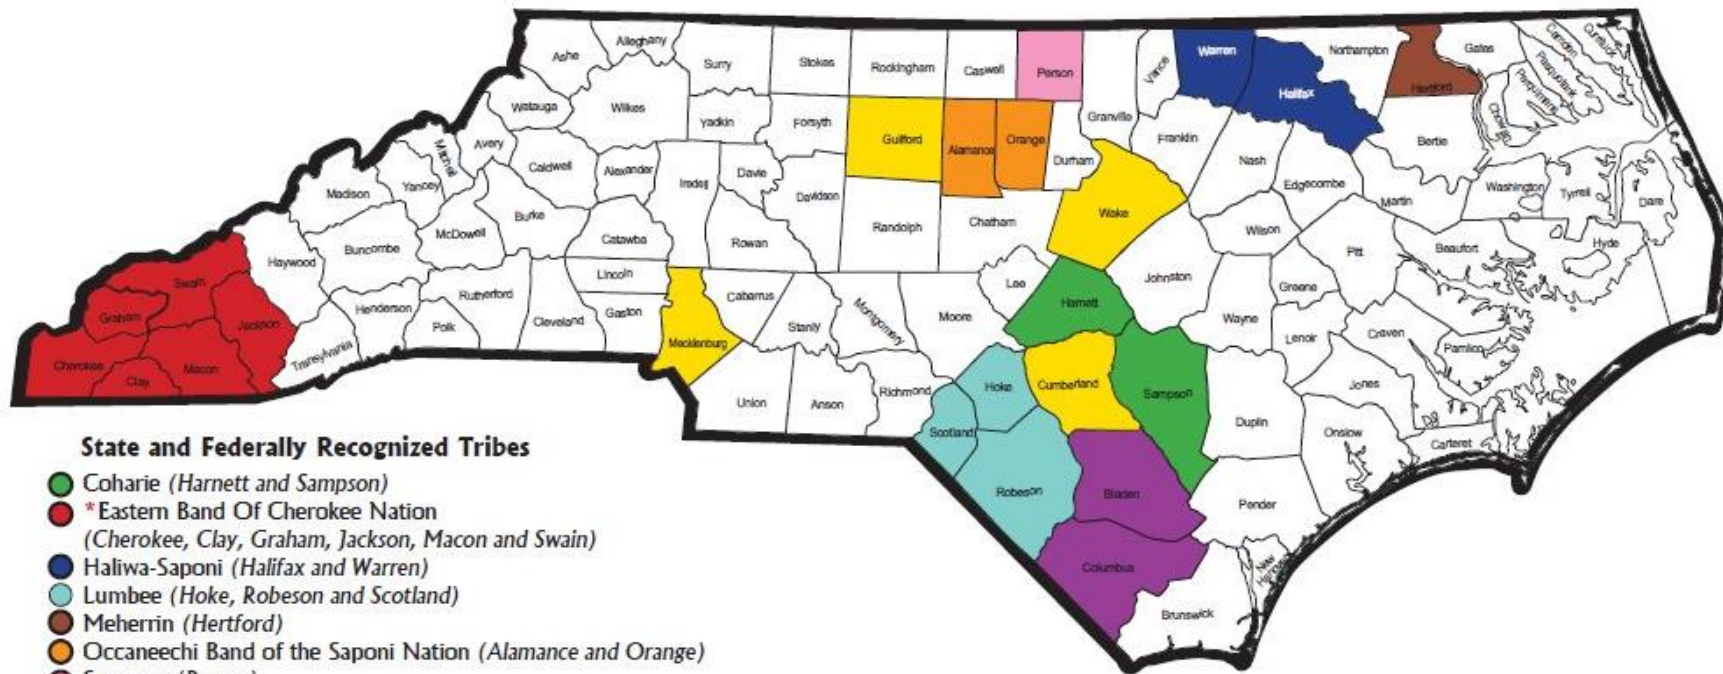 Ashe
Alleghany
Surry
Stokes
Rockingham
Caswell
Person
Vance
Warren
Halifax
Northampton
Hertford
Gates
Camden
Currituck
Pasquotank
Perquimans
Chowan
Watauga
Wilkes
Yadkin
Forsyth
Guilford
Alamance
Orange
Durham
Granville
Franklin
Nash
Edgecombe
Bertie
Martin
Washington
Tyrrell
Dare
Mitchell
Avery
Caldwell
Alexander
Iredell
Davie
Davidson
Randolph
Chatham
Wake
Wilson
Pitt
Beaufort
Hyde
Madison
Yancey
McDowell
Burke
Catawba
Rowan
Johnston
Greene
Haywood
Buncombe
Swain
Graham
Jackson
Henderson
Rutherford
Polk
Cleveland
Lincoln
Gaston
Cabarrus
Stanly
Montgomery
Moore
Lee
Harnett
Wayne
Lenoir
Craven
Pamlico
Jones
Cherokee
Clay
Macon
Transylvania
Mecklenburg
Union
Anson
Richmond
Hoke
Cumberland
Sampson
Duplin
Onslow
Carteret
Scotland
Robeson
Bladen
Pender
Columbus
Brunswick
New
Hanover
State and Federally Recognized Tribes
Coharie (Harnett and Sampson)
*Eastern Band Of Cherokee Nation
(Cherokee, Clay, Graham, Jackson, Macon and Swain)
Haliwa-Saponi (Halifax and Warren)
Lumbee (Hoke, Robeson and Scotland)
Meherrin (Hertford)
Occaneechi Band of the Saponi Nation (Alamance and Orange)